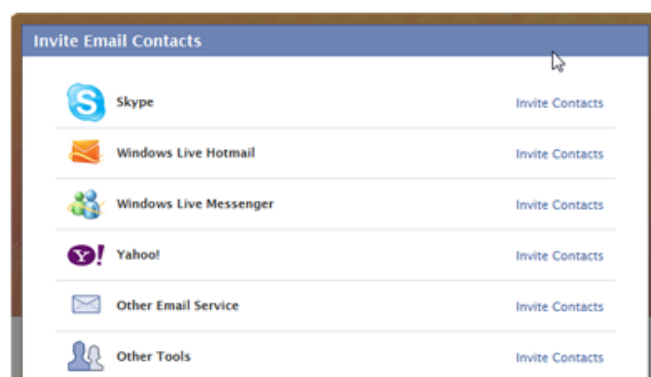 Invite Email Contacts
Skype Invite Contacts
Windows Live Hotmail Invite Contacts
Windows Live Messenger Invite Contacts
Yahoo! Invite Contacts
Other Email Service Invite Contacts
Other Tools Invite Contacts